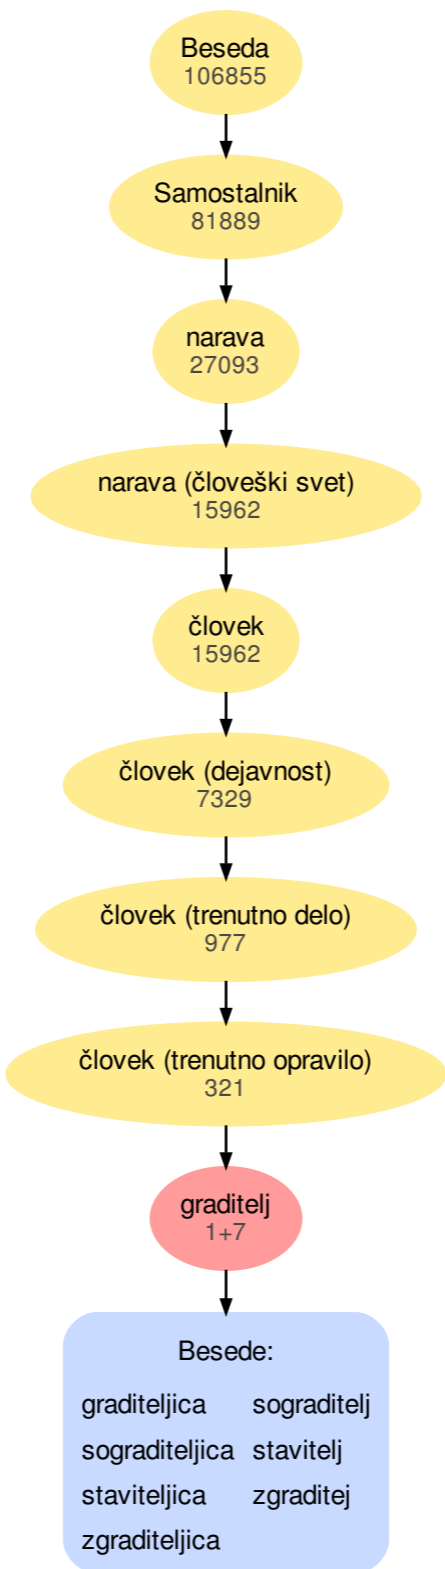 Beseda
106855
Samostalnik
81889
narava
27093
narava (človeški svet)
15962
človek
15962
človek (dejavnost)
7329
človek (trenutno delo)
977
človek (trenutno opravilo)
321
graditelj
1+7
Besede:
graditeljica sograditelj
sograditeljica stavitelj
staviteljica zgraditej
zgraditeljica